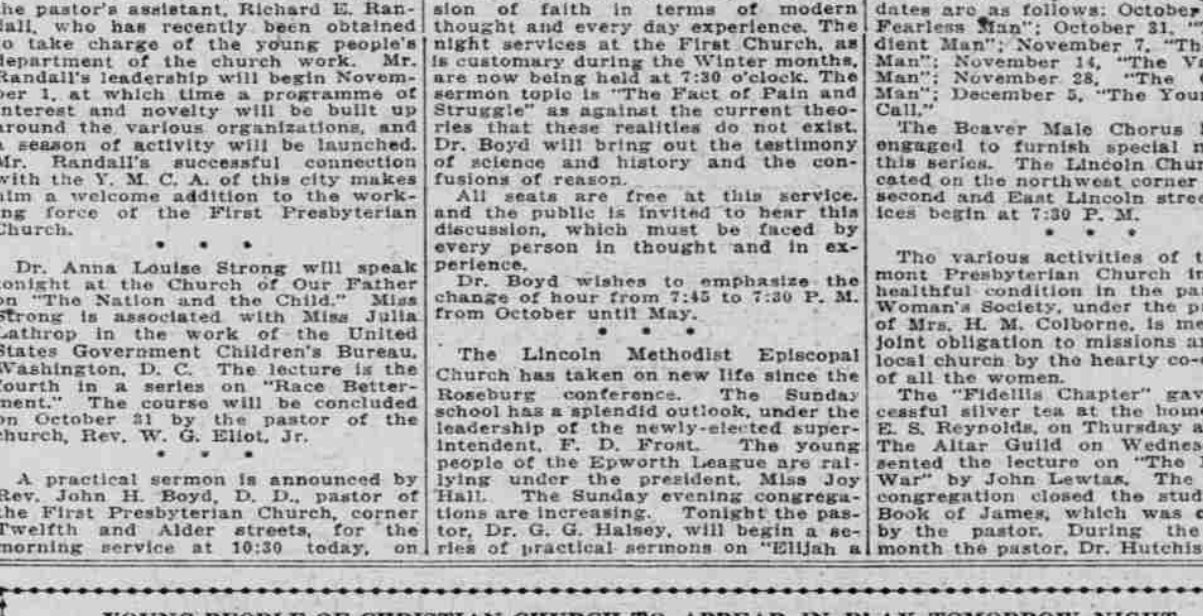 the pastor's assistant, Richard E. Ran-
dall, who has recently been obtained
to take charge of the young people's
department of the church work. Mr.
Randall's leadership will begin Novem-
ber 1, at which time a programme of
interest and novelty will be built up
around the various organizations, and
a season of activity will be launched.
Mr. Randall's successful connection
with the Y. M. C. A. of this city makes
him a welcome addition to the work-
ing force of the First Presbyterian
Church.
* * *
Dr. Anna Louise Strong will speak
tonight at the Church of Our Father
on "The Nation and the Child." Miss
Strong is associated with Miss Julia
Lathrop in the work of the United
States Government Children's Bureau,
Washington, D. C. The lecture is the
fourth in a series on "Race Better-
ment." The course will be concluded
on October 31 by the pastor of the
church, Rev. W. G. Eliot, Jr.
* * *
A practical sermon is announced by
Rev. John H. Boyd, D. D., pastor of
the First Presbyterian Church, corner
Twelfth and Alder streets, for the
morning service at 10:30 today, on
sion of faith in terms of modern
thought and every day experience. The
night services at the First Church, as
is customary during the Winter months,
are now being held at 7:30 o'clock. The
sermon topic is "The Fact of Pain and
Struggle" as against the current theo-
ries that these realities do not exist.
Dr. Boyd will bring out the testimony
of science and history and the con-
fusions of reason.
All seats are free at this service,
and the public is invited to hear this
discussion, which must be faced by
every person in thought and in ex-
perience.
Dr. Boyd wishes to emphasize the
change of hour from 7:45 to 7:30 P. M.
from October until May.
* * *
The Lincoln Methodist Episcopal
Church has taken on new life since the
Roseburg conference. The Sunday
school has a splendid outlook, under the
leadership of the newly-elected super-
intendent, F. D. Frost. The young
people of the Epworth League are ral-
lying under the president, Miss Joy
Hall. The Sunday evening congrega-
tions are increasing. Tonight the pas-
tor, Dr. G. G. Halsey, will begin a se-
ries of practical sermons on "Elijah a
dates are as follows: October
Fearless Man"; October 31, "
dient Man"; November 7, "Th
Man"; November 14, "The Va
Man"; November 28, "The
Man"; December 5, "The Youn
Call."
The Beaver Male Chorus
engaged to furnish special m
this series. The Lincoln Chur
cated on the northwest corner
second and East Lincoln stree
ices begin at 7:30 P. M.
* * *
The various activities of t
mont Presbyterian Church i
healthful condition in the pa
Woman's Society, under the p
of Mrs. H. M. Colborne, is m
joint obligation to missions a
local church by the hearty co-
of all the women.
The "Fidelis Chapter" gav
cessful silver tea at the hou
E. S. Reynolds, on Thursday a
The Altar Guild on Wednes
sented the lecture on "The
War" by John Lewtas. The
congregation closed the stud
Book of James, which was c
by the pastor. During the
month the pastor, Dr. Hutchis